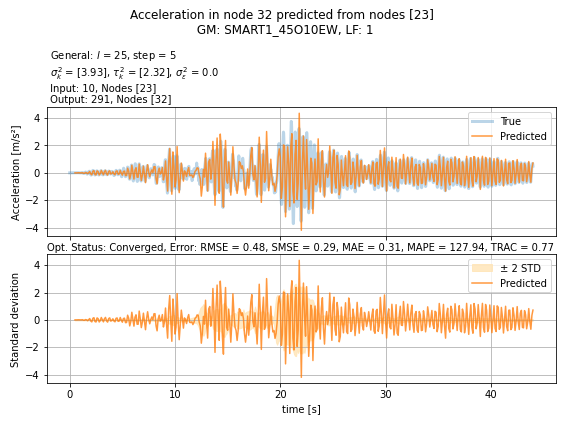 Acceleration in node 32 predicted from nodes [23]
GM: SMART1_45O10EW, LF: 1
General: l = 25, step = 5
σ²ₖ = [3.93], τ²ₖ = [2.32], σ²ε = 0.0
Input: 10, Nodes [23]
Output: 291, Nodes [32]
Acceleration [m/s²]
4
2
0
−2
−4
True
Predicted
Opt. Status: Converged, Error: RMSE = 0.48, SMSE = 0.29, MAE = 0.31, MAPE = 127.94, TRAC = 0.77
Standard deviation
4
2
0
−2
−4
± 2 STD
Predicted
0 10 20 30 40
time [s]